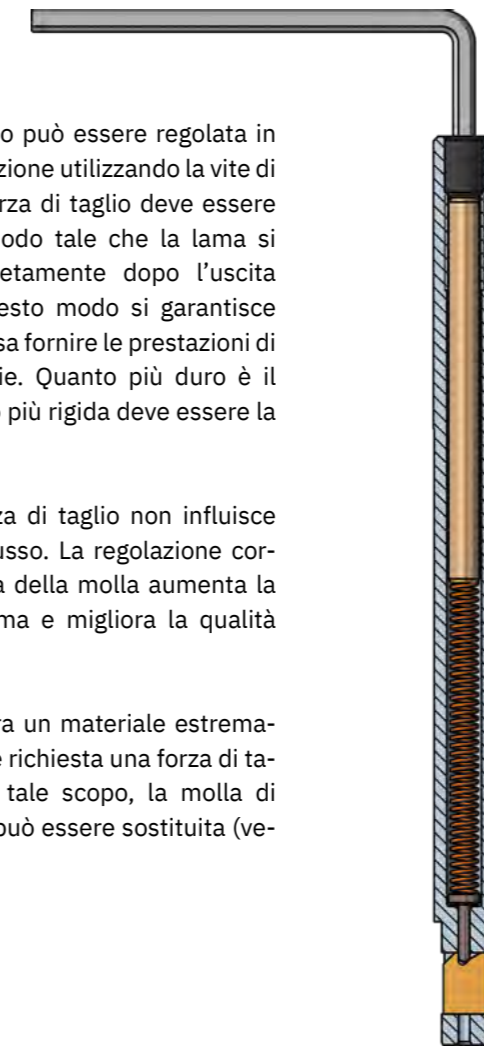 o può essere regolata in
zione utilizzando la vite di
rza di taglio deve essere
odo tale che la lama si
etamente dopo l’uscita
esto modo si garantisce
sa fornire le prestazioni di
ie. Quanto più duro è il
più rigida deve essere la
za di taglio non influisce
usso. La regolazione cor-
a della molla aumenta la
ma e migliora la qualità
ra un materiale estrema-
è richiesta una forza di ta-
tale scopo, la molla di
può essere sostituita (ve-